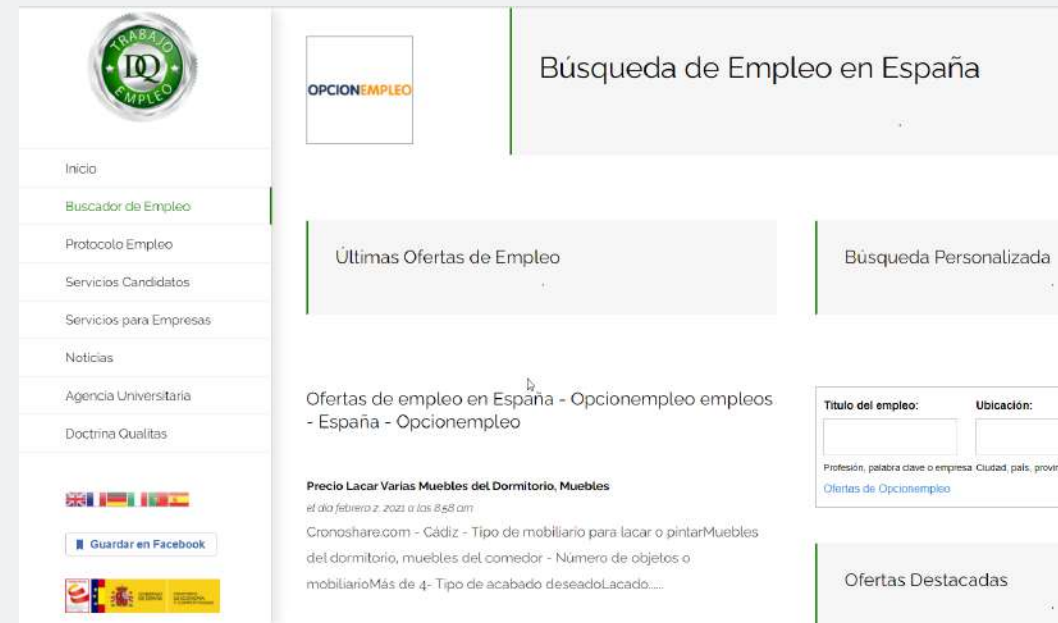 TRABAJO
DQ
EMPLEO
Inicio
Buscador de Empleo
Protocolo Empleo
Servicios Candidatos
Servicios para Empresas
Noticias
Agencia Universitaria
Doctrina Qualitas
Guardar en Facebook
OPCIONEMPLEO
Búsqueda de Empleo en España
Últimas Ofertas de Empleo
Ofertas de empleo en España - Opcionempleo empleos
- España - Opcionempleo
Precio Lacar Varias Muebles del Dormitorio, Muebles
el día febrero 2, 2021 a las 8:58 am
Cronoshare.com - Cádiz - Tipo de mobiliario para lacar o pintarMuebles
del dormitorio, muebles del comedor - Número de objetos o
mobiliarioMás de 4- Tipo de acabado deseadoLacado......
Búsqueda Personalizada
Título del empleo: Ubicación:
Profesión, palabra clave o empresa Ciudad, país, provin
Ofertas de Opcionempleo
Ofertas Destacadas